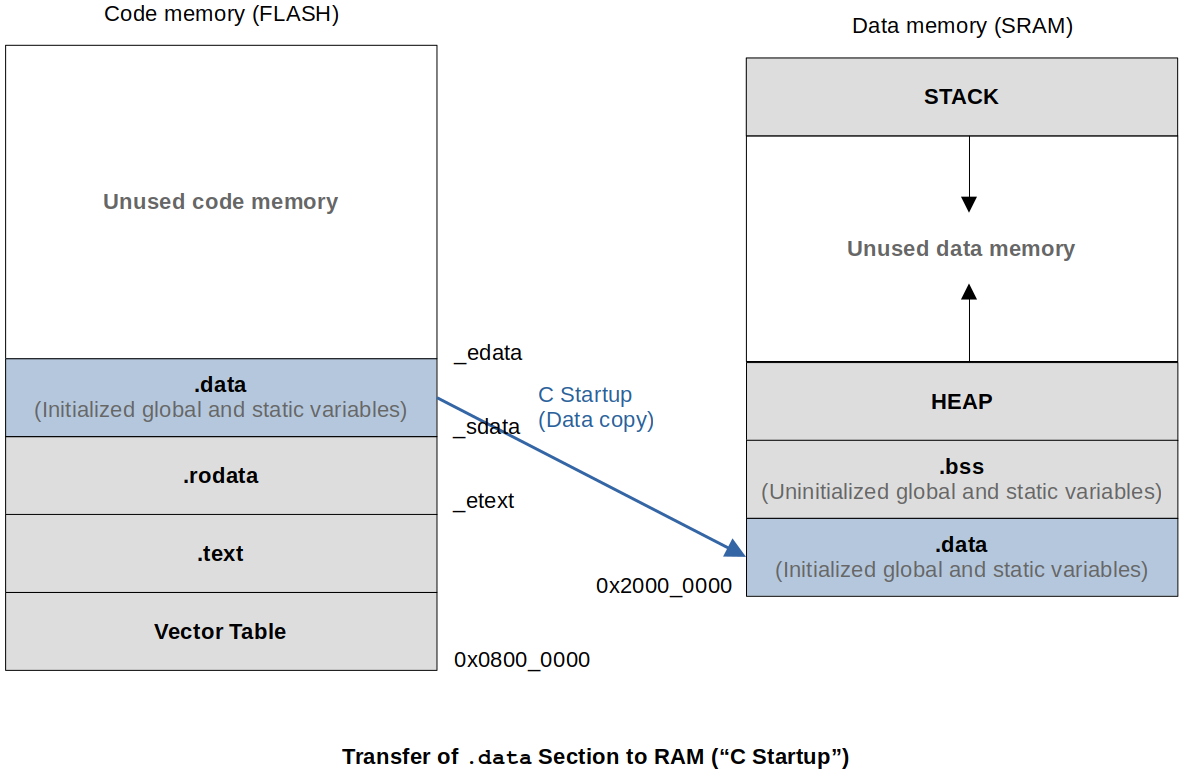 Code memory (FLASH)
Unused code memory
_edata
.data
(Initialized global and static variables)
_sdata
.rodata
_etext
.text
Vector Table
0x0800_0000
C Startup
(Data copy)
Data memory (SRAM)
STACK
Unused data memory
HEAP
.bss
(Uninitialized global and static variables)
.data
(Initialized global and static variables)
0x2000_0000
Transfer of .data Section to RAM (“C Startup”)